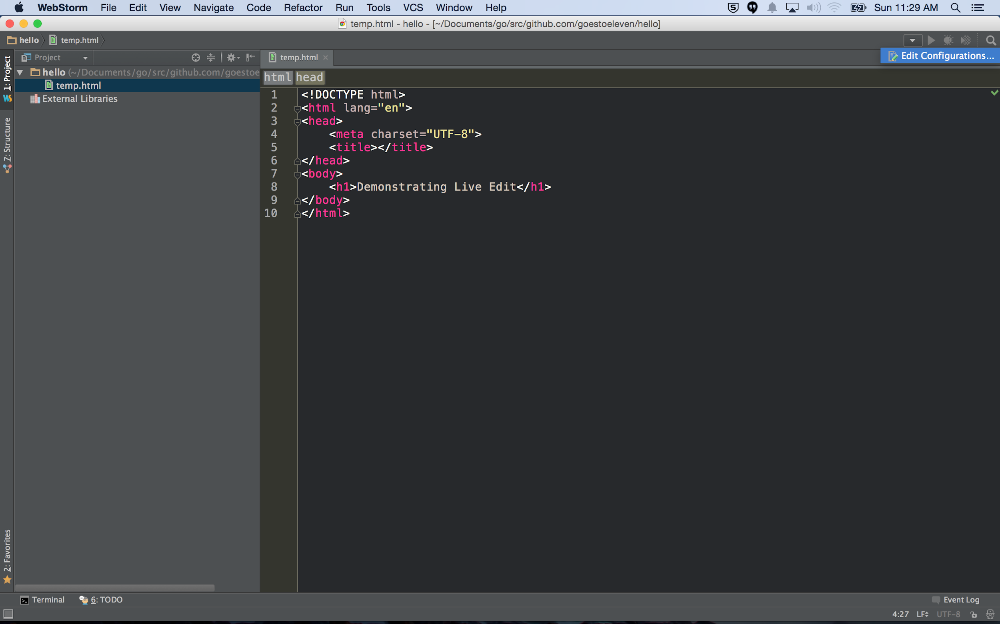 WebStorm File Edit View Navigate Code Refactor Run Tools VCS Window Help Sun 11:29 AM
temp.html - hello - [~/Documents/go/src/github.com/goestoeleven/hello]
hello temp.html
Edit Configurations...
Project
temp.html ×
1: Project
hello (~/Documents/go/src/github.com/goestoe
temp.html
External Libraries
WS
7: Structure
html head
1 <!DOCTYPE html>
2 <html lang="en">
3 <head>
4 <meta charset="UTF-8">
5 <title></title>
6 </head>
7 <body>
8 <h1>Demonstrating Live Edit</h1>
9 </body>
10 </html>
2: Favorites
Terminal 6: TODO Event Log
4:27 LF UTF-8